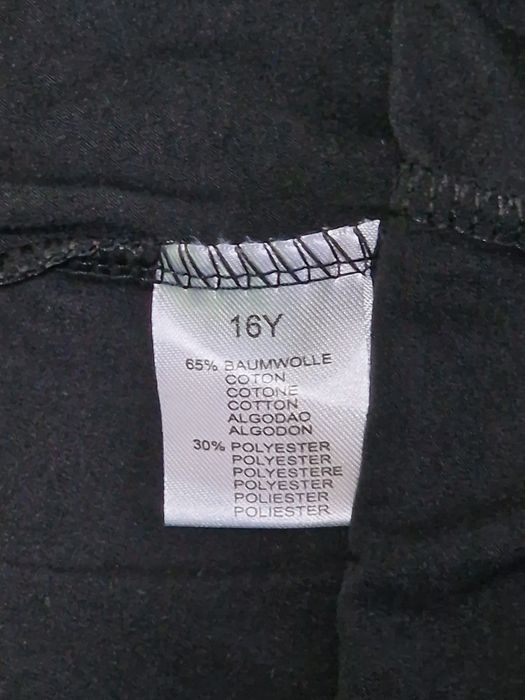 16Y
65% BAUMWOLLE
COTON
COTONE
COTTON
ALGODAO
ALGODON
30% POLYESTER
POLYESTER
POLYESTERE
POLYESTER
POLIESTER
POLIESTER